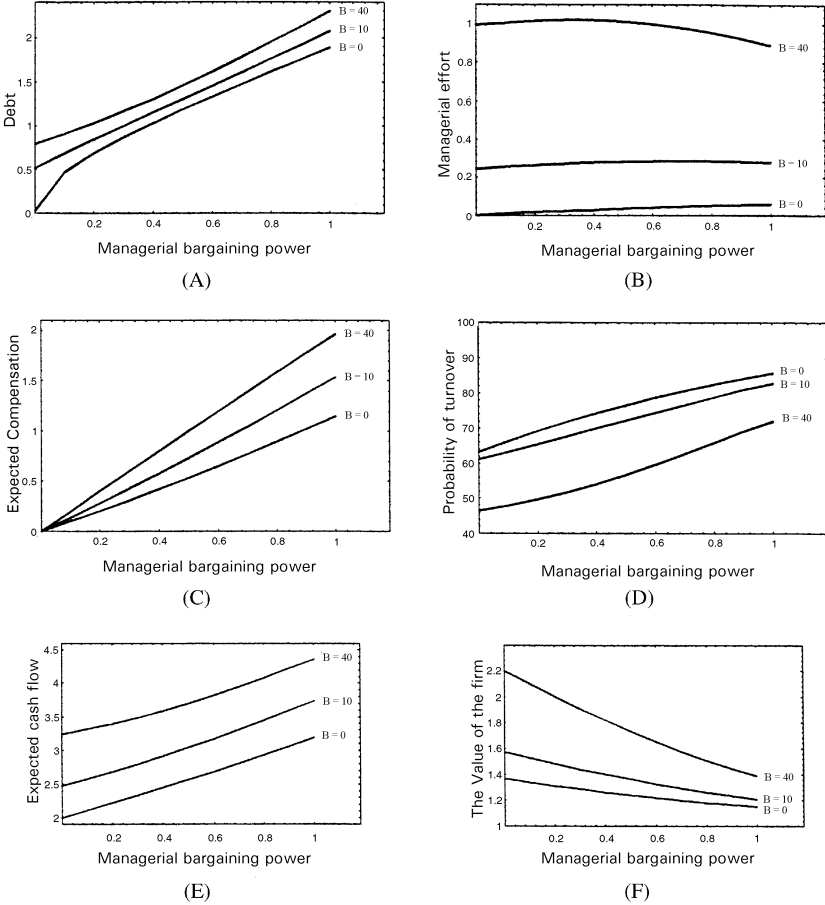 Debt
2
1.5
1
0.5
0
B = 40
B = 10
B = 0
0.2 0.4 0.6 0.8 1
Managerial bargaining power
(A)
Managerial effort
1
0.8
0.6
0.4
0.2
0
B = 40
B = 10
B = 0
0.2 0.4 0.6 0.8 1
Managerial bargaining power
(B)
Expected Compensation
2
1.5
1
0.5
0
B = 40
B = 10
B = 0
0.2 0.4 0.6 0.8 1
Managerial bargaining power
(C)
Probability of turnover
100
90
80
70
60
50
40
B = 0
B = 10
B = 40
0.2 0.4 0.6 0.8 1
Managerial bargaining power
(D)
Expected cash flow
4.5
4
3.5
3
2.5
2
B = 40
B = 10
B = 0
0.2 0.4 0.6 0.8 1
Managerial bargaining power
(E)
The Value of the firm
2.2
2
1.8
1.6
1.4
1.2
1
B = 40
B = 10
B = 0
0.2 0.4 0.6 0.8 1
Managerial bargaining power
(F)